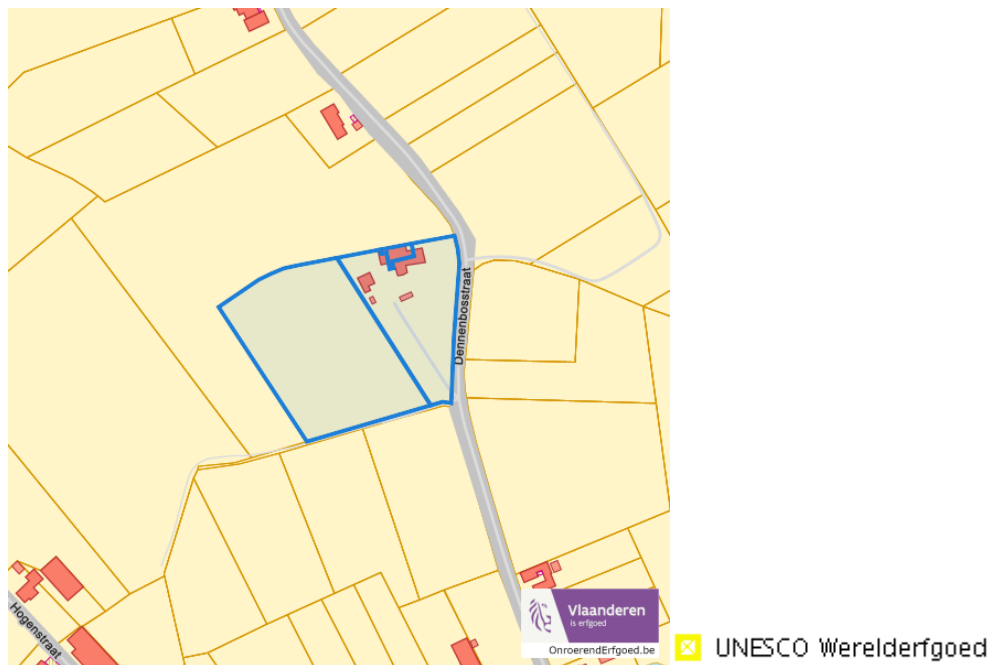 Dennenbosstraat
Hogenstraat
Vlaanderen
is erfgoed
OnroerendErfgoed.be
UNESCO Werelderfgoed